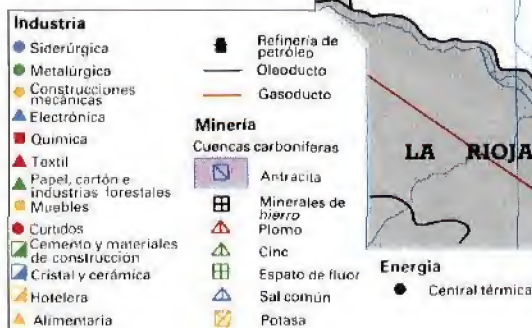 Industria
Siderúrgica
Metalúrgica
Construcciones
mecánicas
Electrónica
Química
Textil
Papel, cartón e
industrias forestales
Muebles
Curtidos
Cemento y materiales
de construcción
Cristal y cerámica
Hotelera
Alimentaria
Refinería de
petróleo
Oleoducto
Gasoducto
Minería
Cuencas carboníferas
Antracita
Minerales de
hierro
Plomo
Cinc
Espato de fluor
Sal común
Potasa
LA RIOJA
Energía
Central térmica